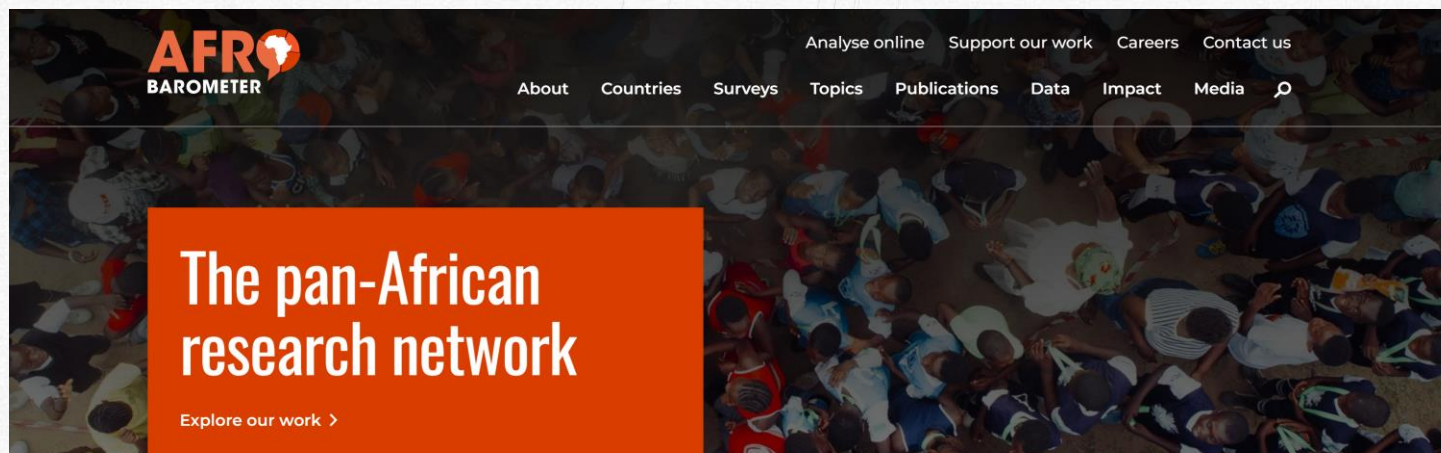 AFRO
BAROMETER
Analyse online Support our work Careers Contact us
About Countries Surveys Topics Publications Data Impact Media
The pan-African
research network
Explore our work >